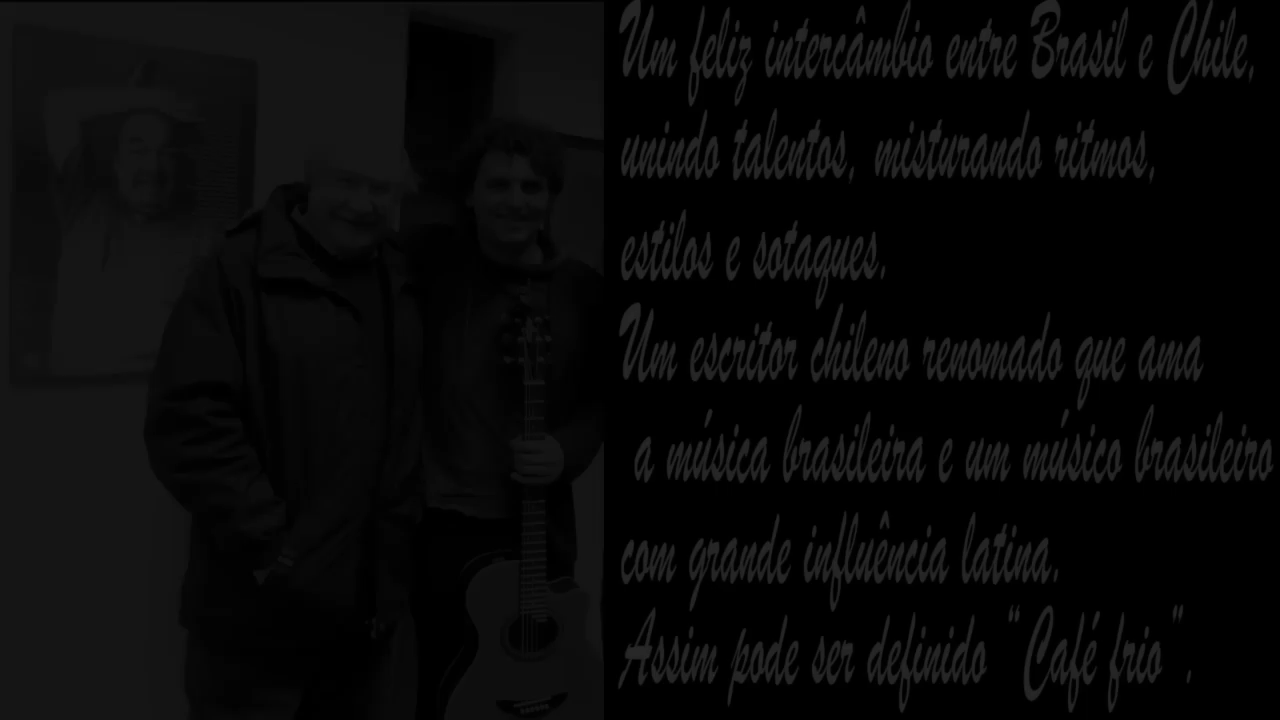 Um feliz intercâmbio entre Brasil e Chile,
unindo talentos, misturando ritmos,
estilos e sotaques.
Um escritor chileno renomado que ama
a música brasileira e um músico brasileiro
com grande influência latina.
Assim pode ser definido “Café frio”.